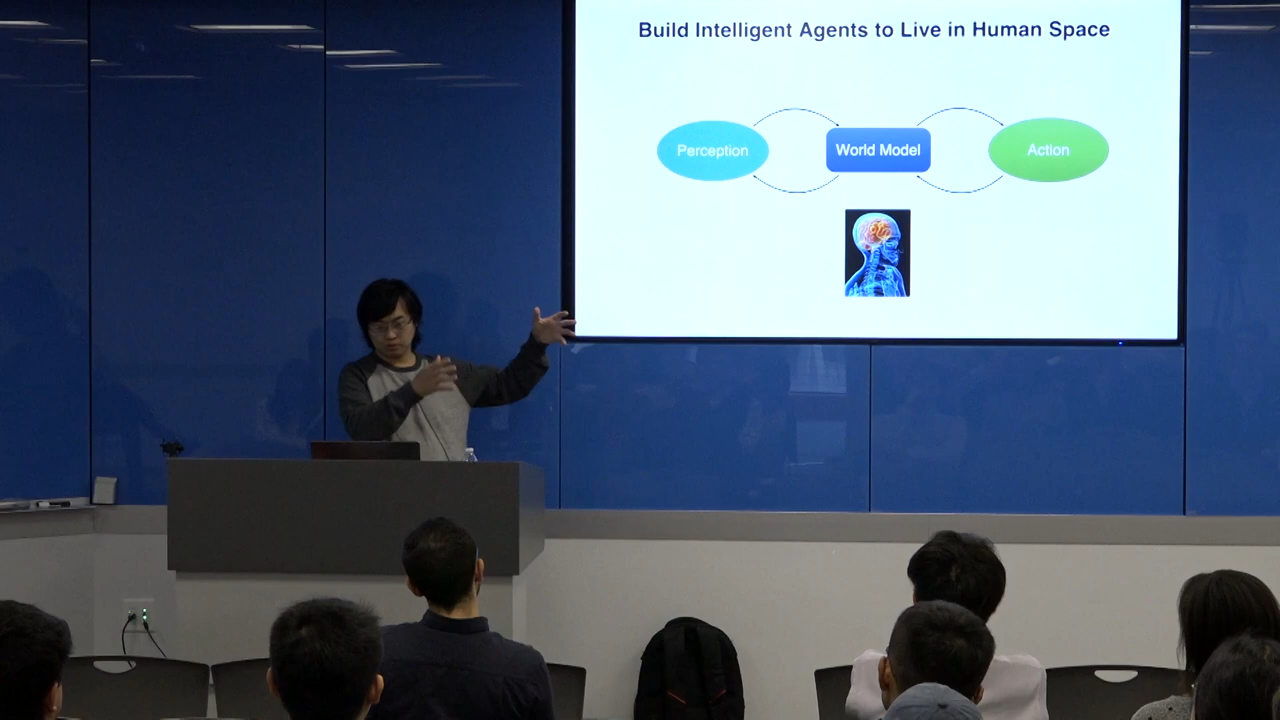 Build Intelligent Agents to Live in Human Space
Perception
World Model
Action